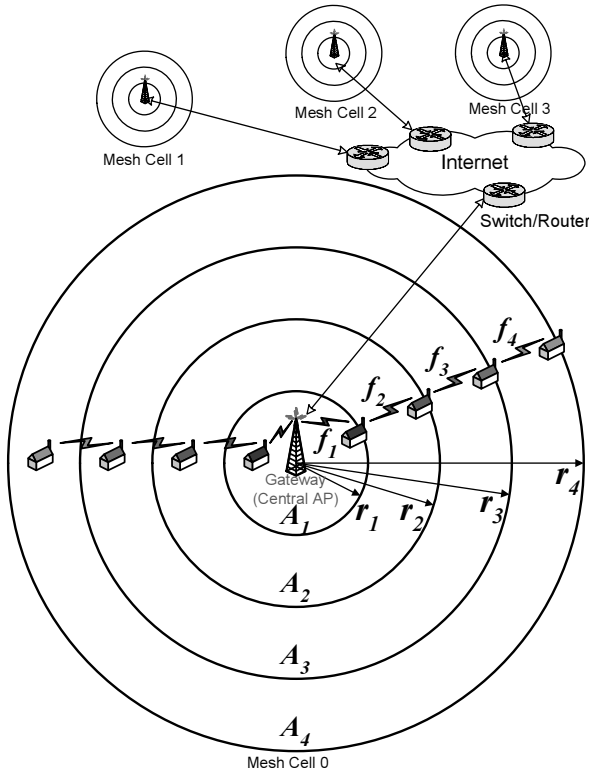 Mesh Cell 1
Mesh Cell 2
Mesh Cell 3
Internet
Switch/Router
f4
f3
f2
f1
Gateway
(Central AP)
r1
r2
r3
r4
A1
A2
A3
A4
Mesh Cell 0